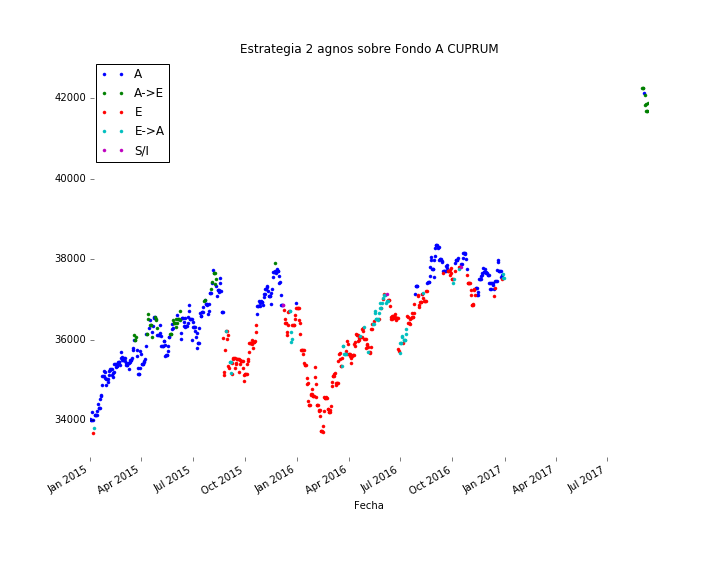 Estrategia 2 agnos sobre Fondo A CUPRUM
A
A->E
E
E->A
S/I
42000
40000
38000
36000
34000
Jan 2015
Apr 2015
Jul 2015
Oct 2015
Jan 2016
Apr 2016
Jul 2016
Oct 2016
Jan 2017
Apr 2017
Jul 2017
Fecha